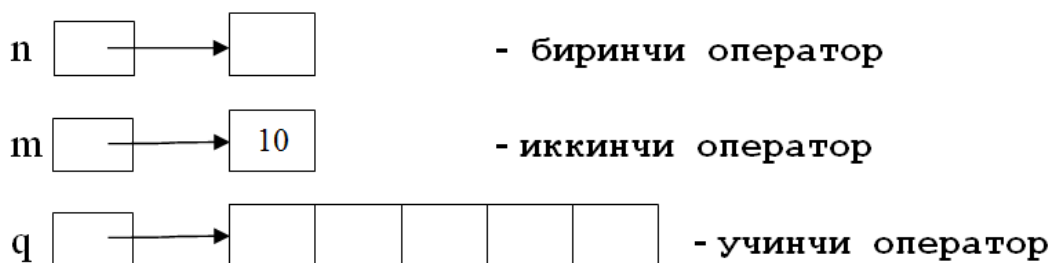 n - биринчи оператор
m 10 - иккинчи оператор
q - учинчи оператор